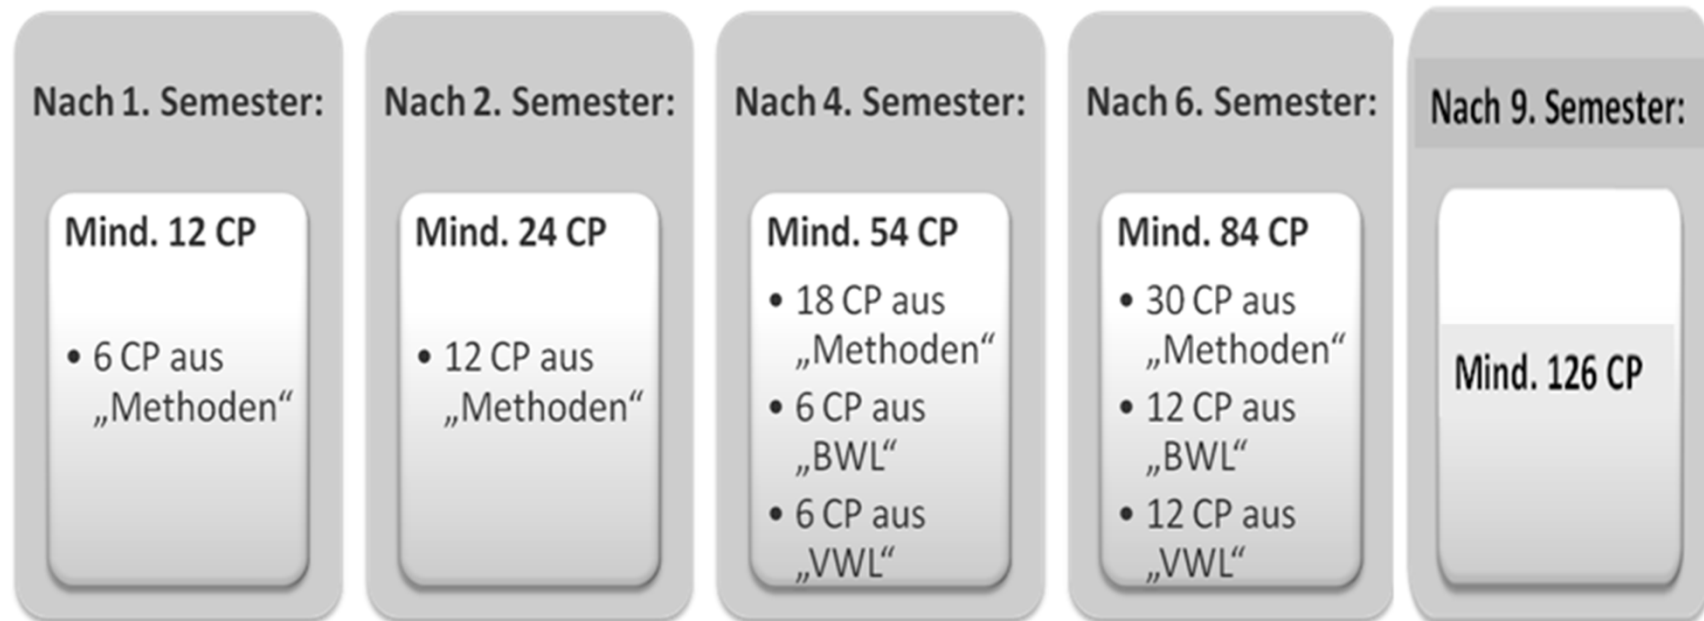 Nach 1. Semester:
Mind. 12 CP
• 6 CP aus
„Methoden“
Nach 2. Semester:
Mind. 24 CP
• 12 CP aus
„Methoden“
Nach 4. Semester:
Mind. 54 CP
• 18 CP aus
„Methoden“
• 6 CP aus
„BWL“
• 6 CP aus
„VWL“
Nach 6. Semester:
Mind. 84 CP
• 30 CP aus
„Methoden“
• 12 CP aus
„BWL“
• 12 CP aus
„VWL“
Nach 9. Semester:
Mind. 126 CP